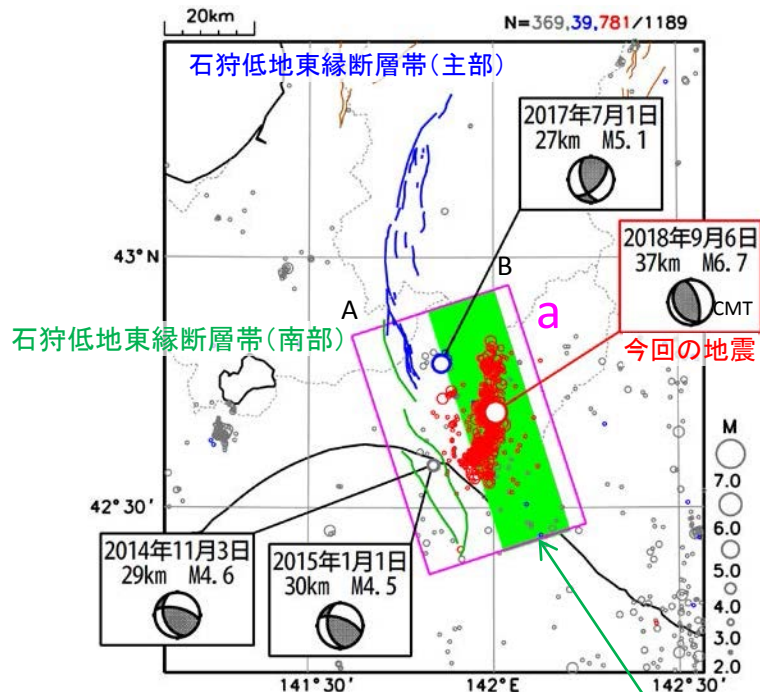 20km
N=369,39,781/1189
石狩低地東縁断層帯(主部)
2017年7月1日
27km M5.1
43°N
2018年9月6日
37km M6.7
CMT
今回の地震
A
B
a
石狩低地東縁断層帯(南部)
M
7.0
6.0
5.0
4.0
3.0
2.0
42°30'
2014年11月3日
29km M4.6
2015年1月1日
30km M4.5
141°30'
142°E
142°30'